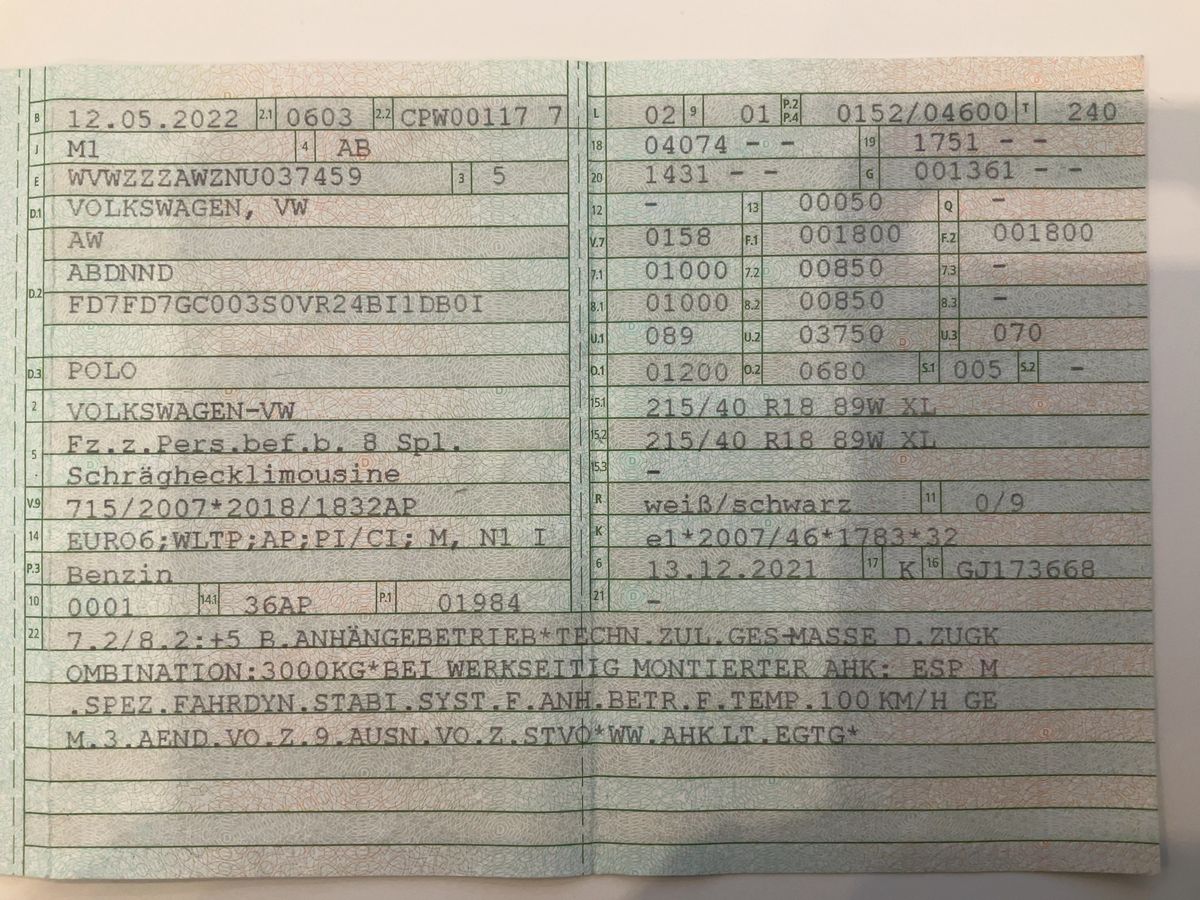 B 12.05.2022 2.1 0603 2.2 CPW00117 7
J M1 4 AB
E WVWZZZAWZNU037459 3 5
D.1 VOLKSWAGEN, VW
AW
ABDNND
D.2 FD7FD7GC003S0VR24BI1DB0I
D.3 POLO
2 VOLKSWAGEN-VW
5 Fz.z.Pers.bef.b. 8 Spl.
Schräghecklimousine
V.9 715/2007*2018/1832AP
14 EURO6;WLTP;AP;PI/CI; M, N1 I
P.3 Benzin
10 0001 14.1 36AP P.1 01984
L 02 9 01 P.2 P.4 0152/04600 T 240
18 04074 - - 19 1751 - -
20 1431 - - G 001361 - -
12 - 13 00050 Q -
V.7 0158 F.1 001800 F.2 001800
7.1 01000 7.2 00850 7.3 -
8.1 01000 8.2 00850 8.3 -
U.1 089 U.2 03750 U.3 070
O.1 01200 O.2 0680 S.1 005 S.2 -
15.1 215/40 R18 89W XL
15.2 215/40 R18 89W XL
15.3 -
R weiß/schwarz 11 0/9
K e1*2007/46*1783*32
6 13.12.2021 17 K 16 GJ173668
21 -
22 7.2/8.2:+5 B.ANHÄNGEBETRIEB*TECHN.ZUL.GES-MASSE D.ZUGK
OMBINATION:3000KG*BEI WERKSEITIG MONTIERTER AHK: ESP M
.SPEZ.FAHRDYN.STABI.SYST.F.ANH.BETR.F.TEMP.100 KM/H GE
M.3.AEND.VO.Z.9.AUSN.VO.Z.STVO*WW.AHK LT.EGTG*